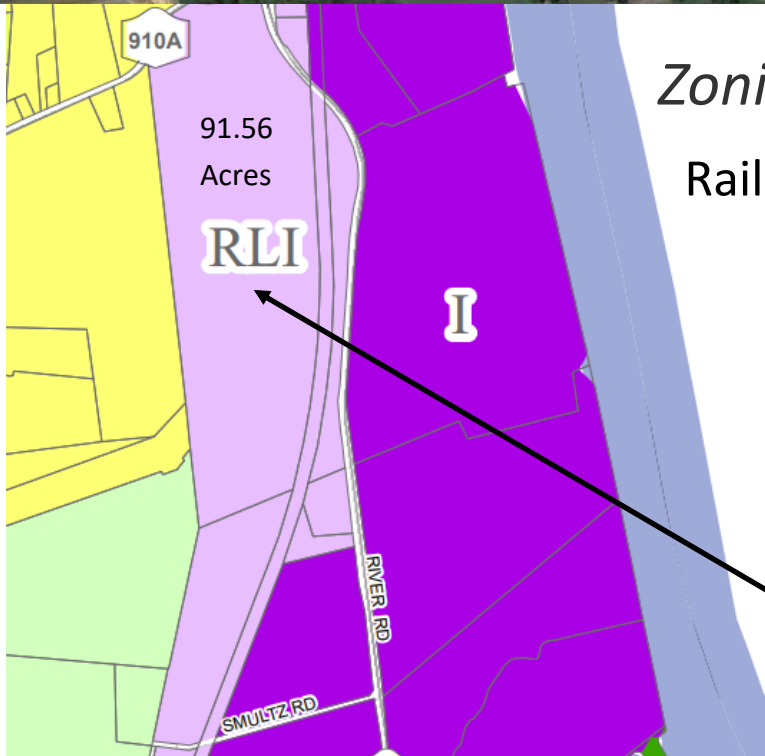 910A
Zoni
91.56
Acres
Rail
RLI
I
RIVER RD
SMULTZ RD